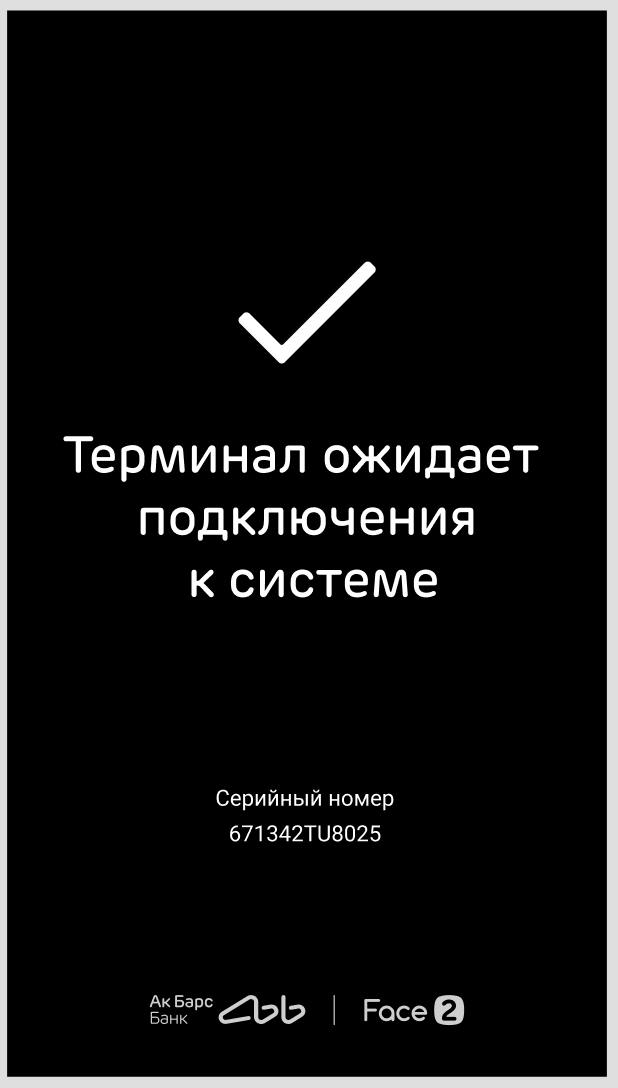 Терминал ожидает
подключения
к системе
Серийный номер
671342TU8025
Ак Барс
Банк
Face 2